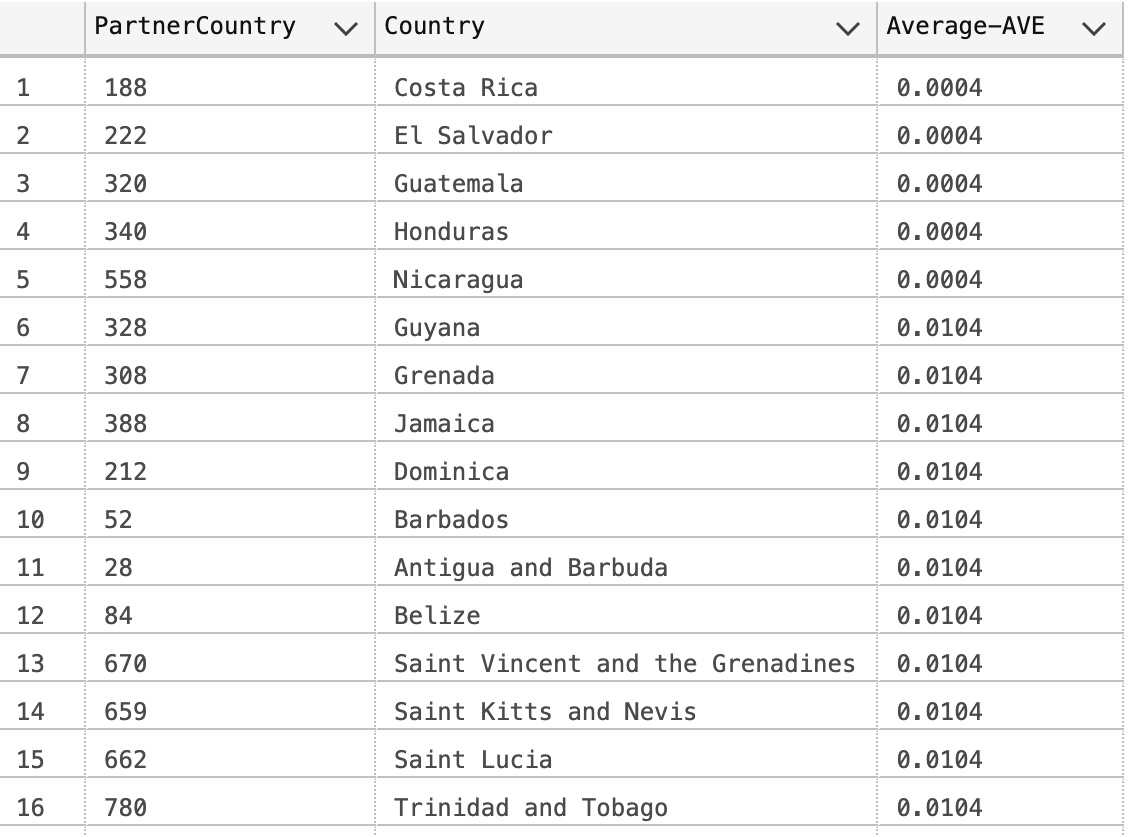 PartnerCountry Country Average-AVE
1 188 Costa Rica 0.0004
2 222 El Salvador 0.0004
3 320 Guatemala 0.0004
4 340 Honduras 0.0004
5 558 Nicaragua 0.0004
6 328 Guyana 0.0104
7 308 Grenada 0.0104
8 388 Jamaica 0.0104
9 212 Dominica 0.0104
10 52 Barbados 0.0104
11 28 Antigua and Barbuda 0.0104
12 84 Belize 0.0104
13 670 Saint Vincent and the Grenadines 0.0104
14 659 Saint Kitts and Nevis 0.0104
15 662 Saint Lucia 0.0104
16 780 Trinidad and Tobago 0.0104